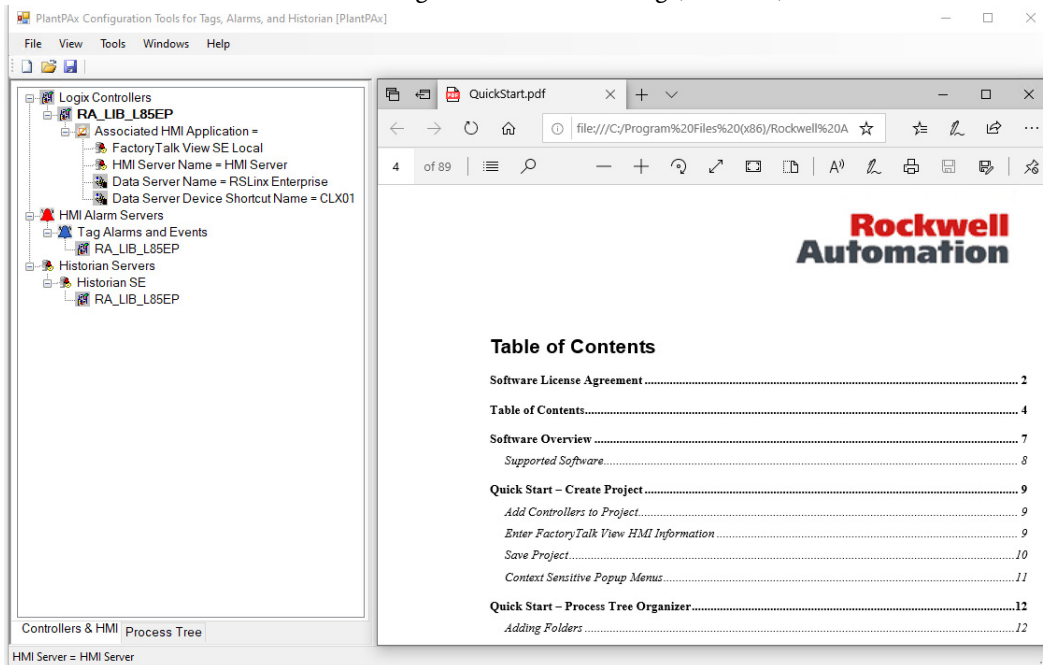 PlantPAx Configuration Tools for Tags, Alarms, and Historian [PlantPAx]
File View Tools Windows Help
Logix Controllers
RA_LIB_L85EP
Associated HMI Application =
FactoryTalk View SE Local
HMI Server Name = HMI Server
Data Server Name = RSLinx Enterprise
Data Server Device Shortcut Name = CLX01
HMI Alarm Servers
Tag Alarms and Events
RA_LIB_L85EP
Historian Servers
Historian SE
RA_LIB_L85EP
Controllers & HMI Process Tree
HMI Server = HMI Server
QuickStart.pdf
file:///C:/Program%20Files%20(x86)/Rockwell%20A
4 of 89
Rockwell
Automation
Table of Contents
Software License Agreement 2
Table of Contents 4
Software Overview 7
Supported Software 8
Quick Start – Create Project 9
Add Controllers to Project 9
Enter FactoryTalk View HMI Information 9
Save Project 10
Context Sensitive Popup Menus 11
Quick Start – Process Tree Organizer 12
Adding Folders 12